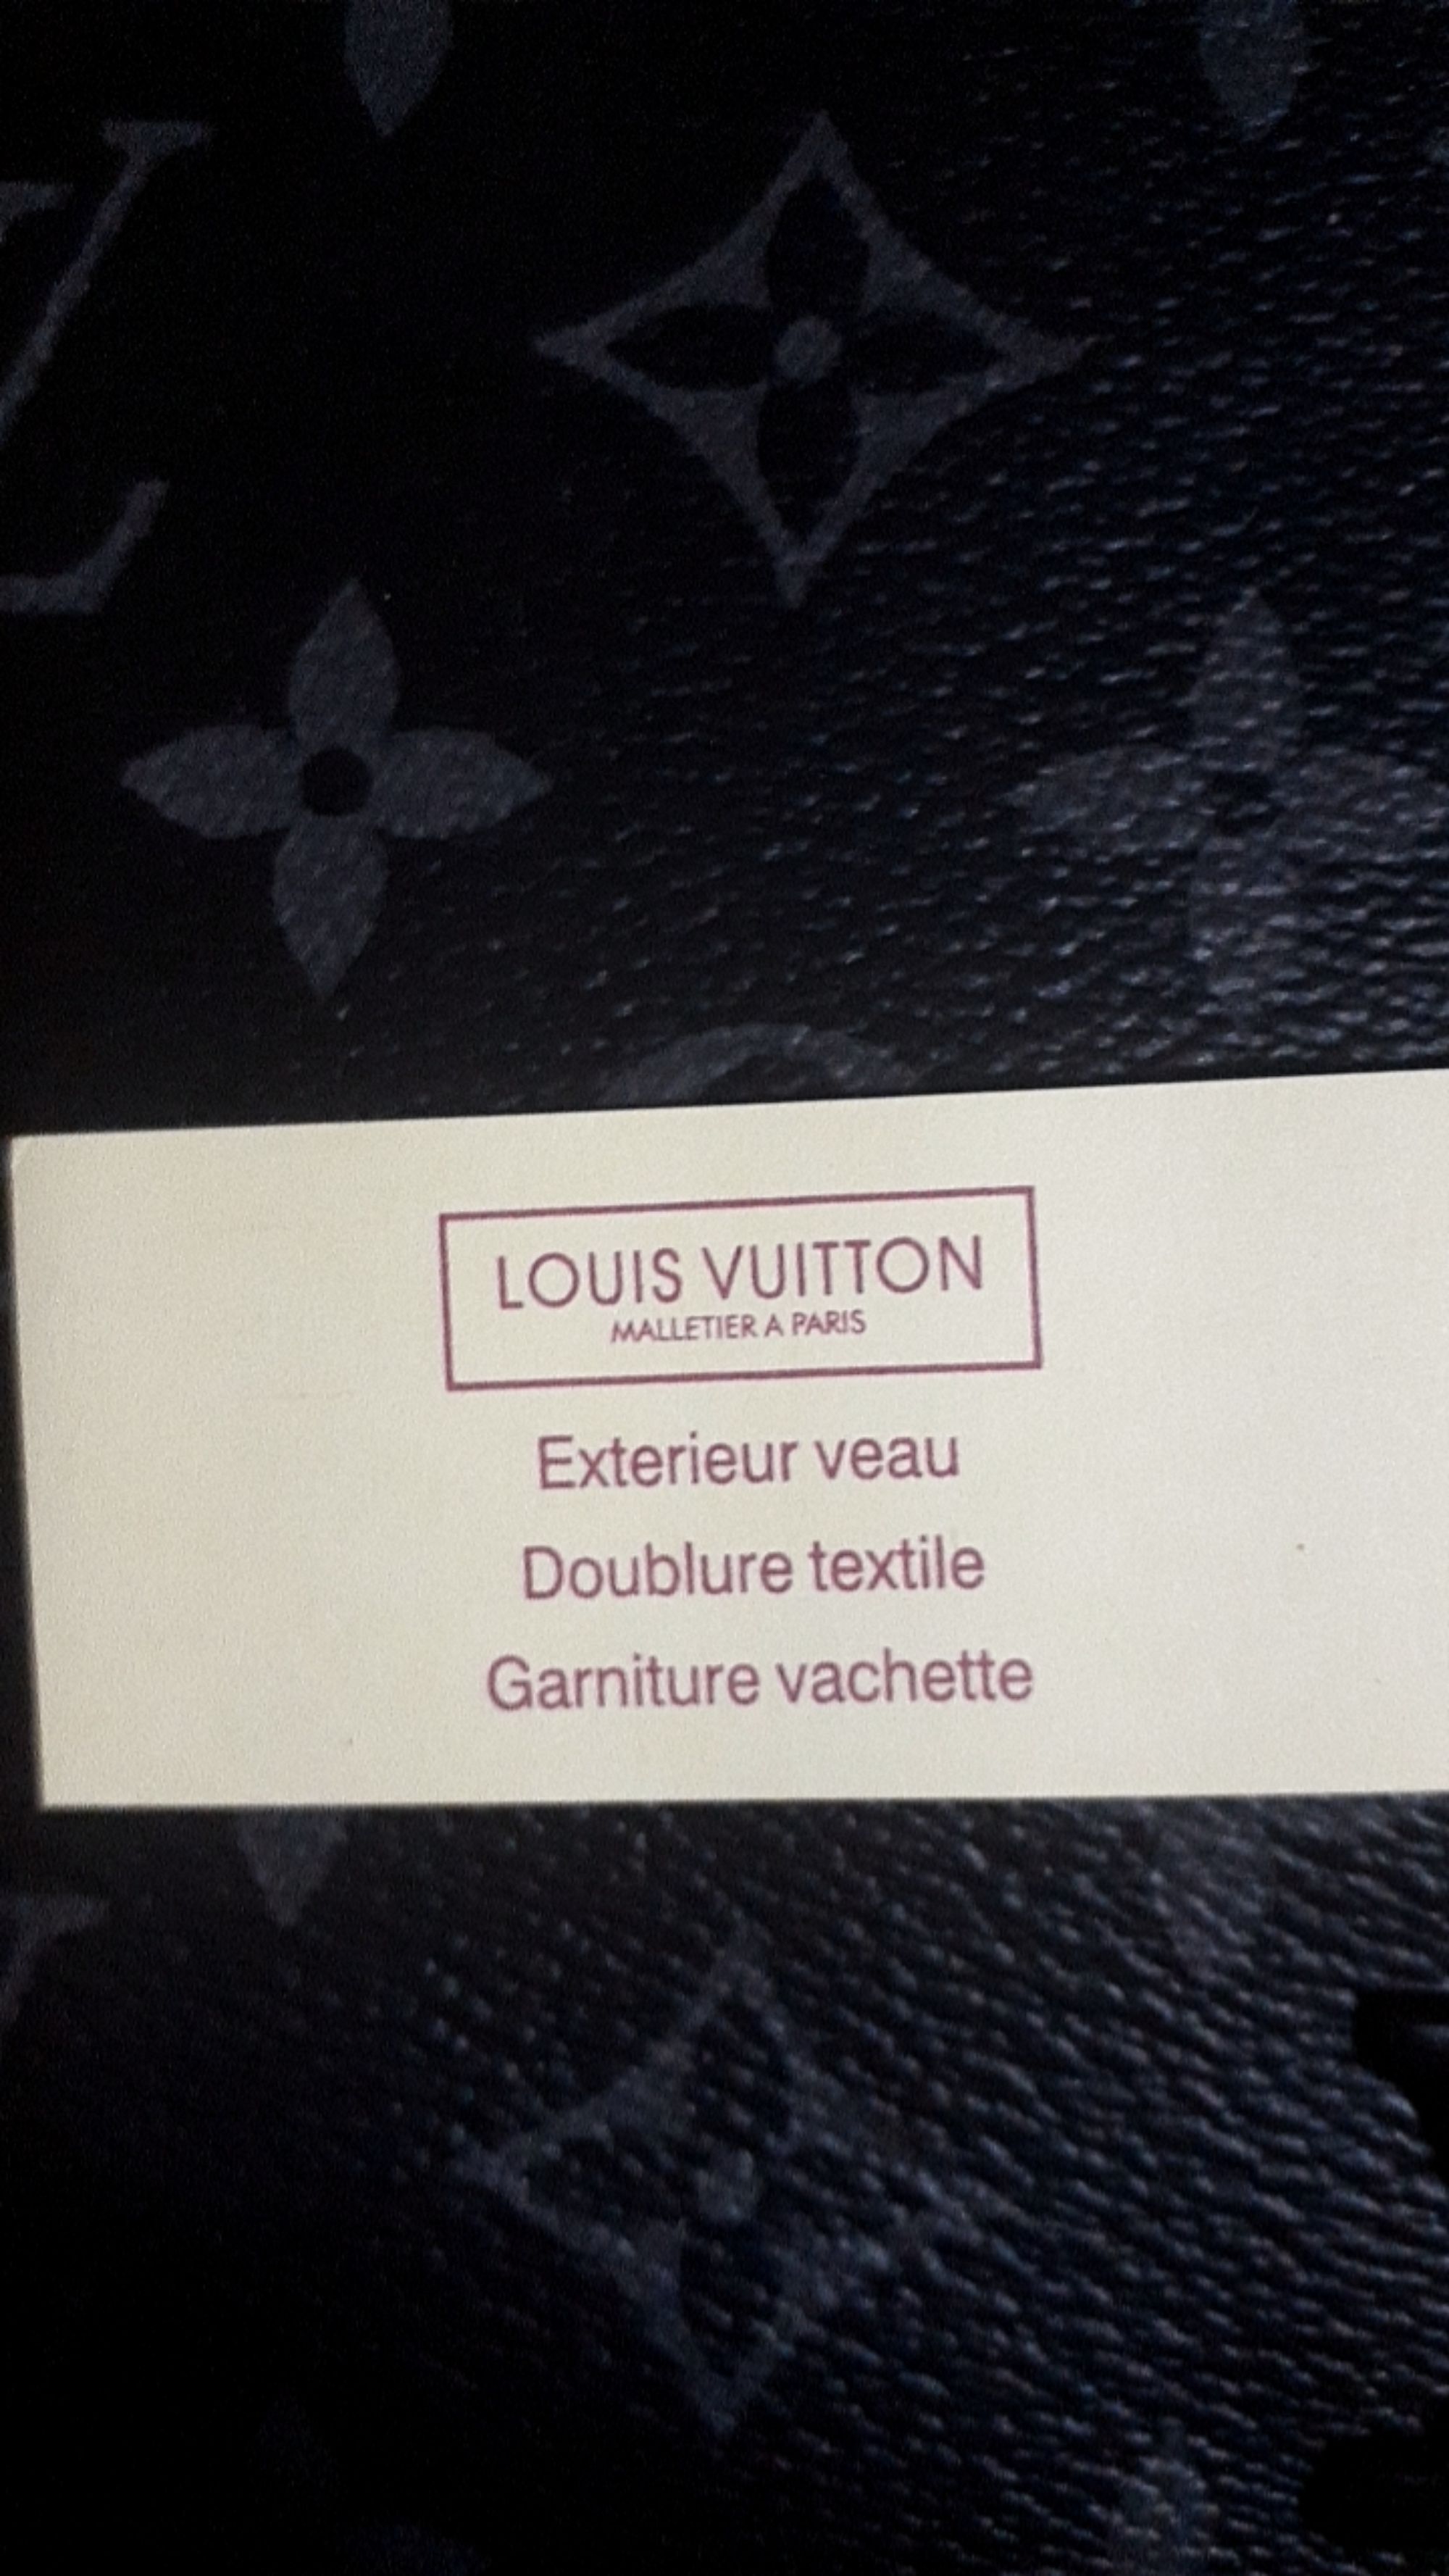 LOUIS VUITTON
MALLETIER A PARIS
Exterieur veau
Doublure textile
Garniture vachette